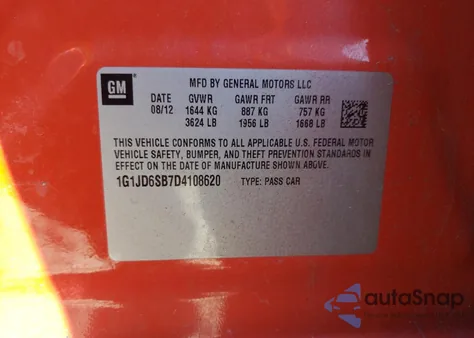 GM
MFD BY GENERAL MOTORS LLC
DATE GVWR GAWR FRT GAWR RR
08/12 1644 KG 887 KG 757 KG
3624 LB 1956 LB 1668 LB
THIS VEHICLE CONFORMS TO ALL APPLICABLE U.S. FEDERAL MOTOR
VEHICLE SAFETY, BUMPER, AND THEFT PREVENTION STANDARDS IN
EFFECT ON THE DATE OF MANUFACTURE SHOWN ABOVE.
1G1JD6SB7D4108620 TYPE: PASS CAR
autoSnap